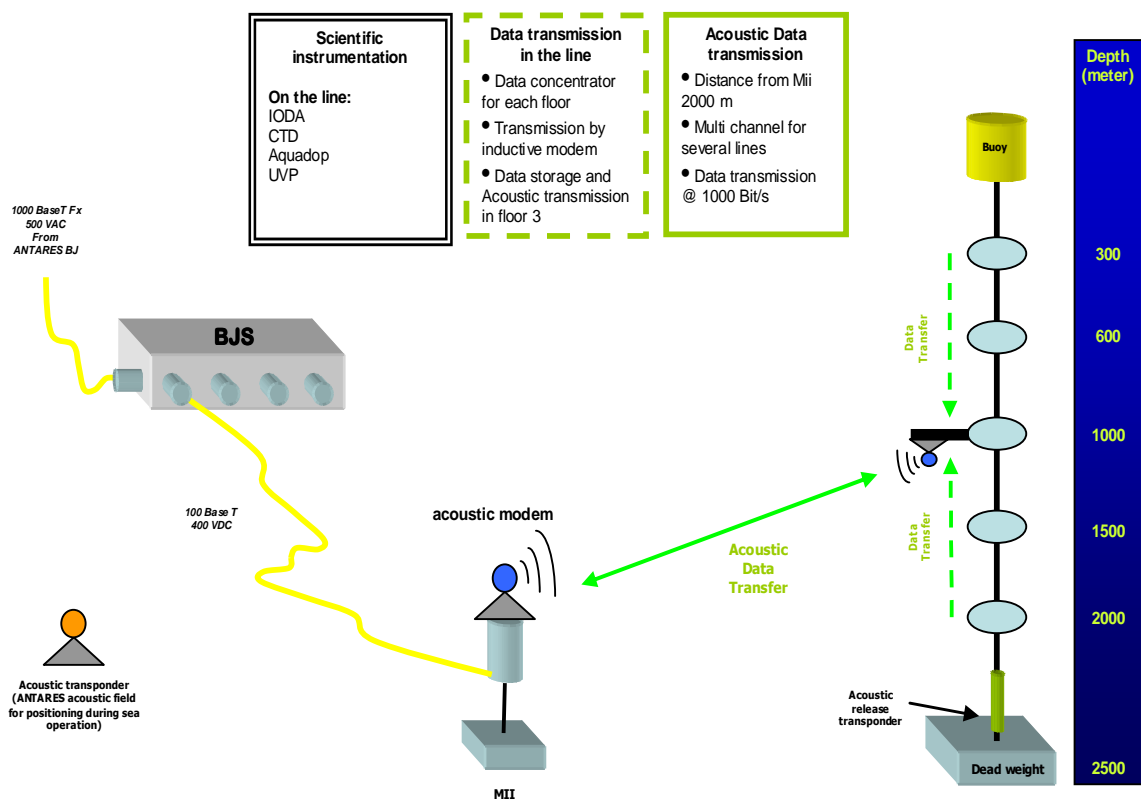 Scientific
instrumentation
On the line:
IODA
CTD
Aquadop
UVP
Data transmission
in the line
• Data concentrator
for each floor
• Transmission by
inductive modem
• Data storage and
Acoustic transmission
in floor 3
Acoustic Data
transmission
• Distance from Mii
2000 m
• Multi channel for
several lines
• Data transmission
@ 1000 Bit/s
Depth
(meter)
300
600
1000
1500
2000
2500
Buoy
1000 BaseT Fx
500 VAC
From
ANTARES BJ
BJS
Data
Transfer
100 Base T
400 VDC
acoustic modem
Acoustic
Data
Transfer
Data
Transfer
Acoustic transponder
(ANTARES acoustic field
for positioning during sea
operation)
Acoustic
release
transponder
Dead weight
MII